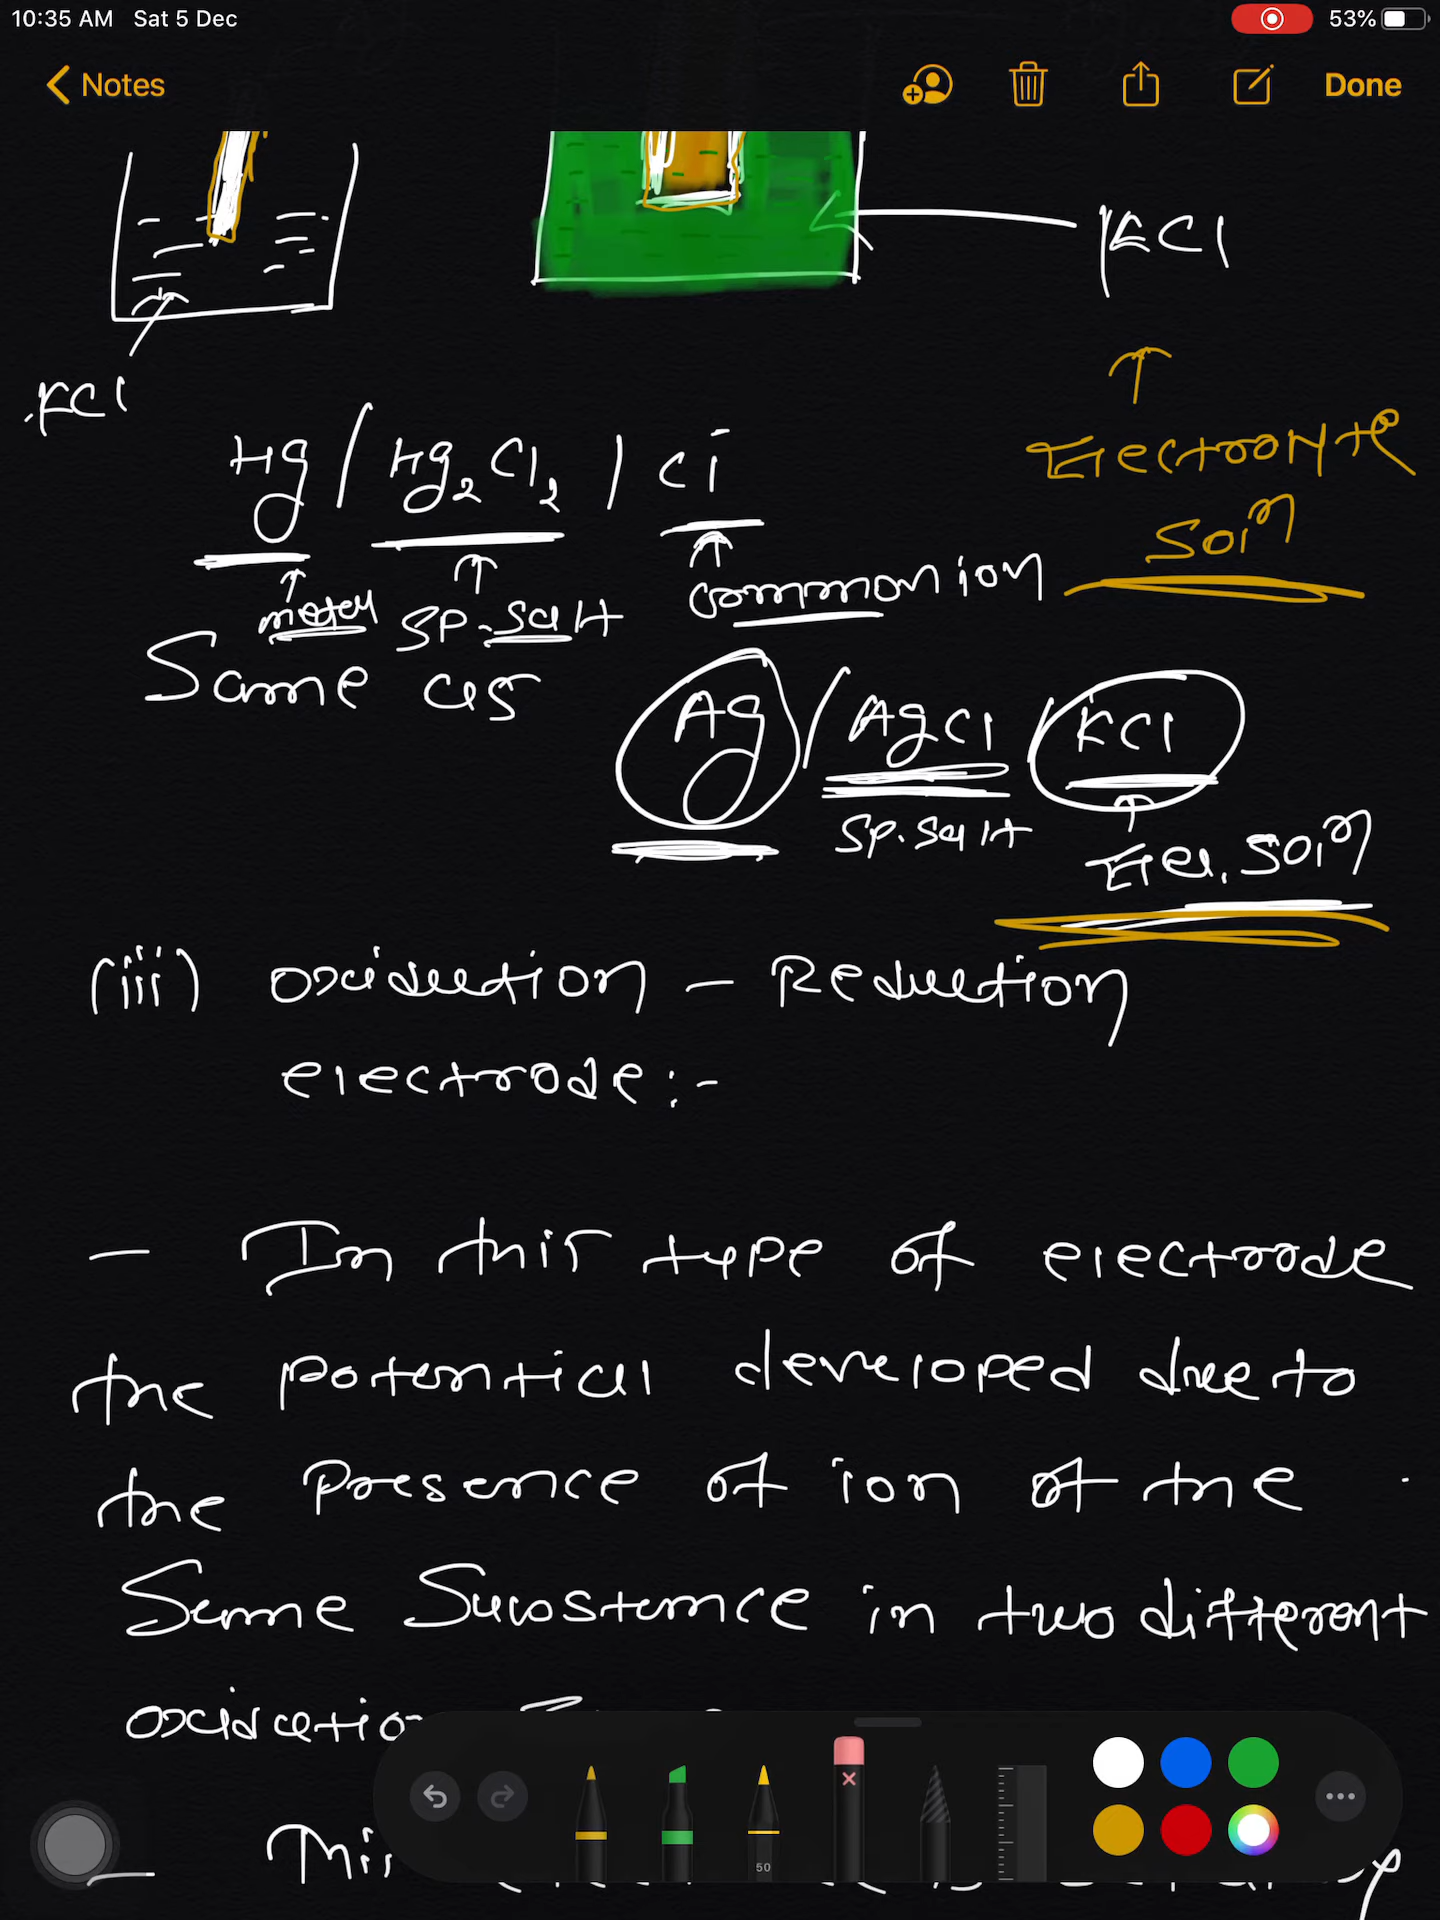 10:35 AM Sat 5 Dec
53%
Notes
Done
KCl
KCl
Electrolyte
Solⁿ
Hg / Hg₂Cl₂ / Cl⁻
metal
Sp. Salt
common ion
Same as
Ag / AgCl / KCl
Sp. Salt
Ele. Solⁿ
(iii) Oxidation - Reduction
electrode :-
- In this type of electrode
the potential developed due to
the presence of ion of the
Same Substance in two different
50